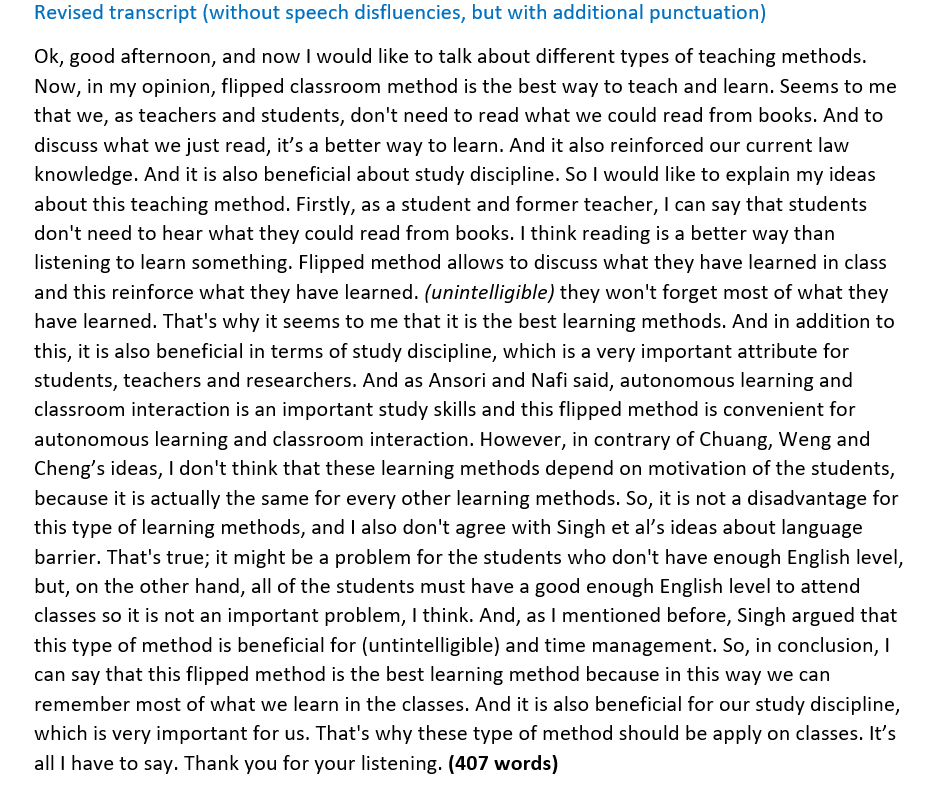 Revised transcript (without speech disfluencies, but with additional punctuation)
Ok, good afternoon, and now I would like to talk about different types of teaching methods.
Now, in my opinion, flipped classroom method is the best way to teach and learn. Seems to me
that we, as teachers and students, don't need to read what we could read from books. And to
discuss what we just read, it’s a better way to learn. And it also reinforced our current law
knowledge. And it is also beneficial about study discipline. So I would like to explain my ideas
about this teaching method. Firstly, as a student and former teacher, I can say that students
don't need to hear what they could read from books. I think reading is a better way than
listening to learn something. Flipped method allows to discuss what they have learned in class
and this reinforce what they have learned. (unintelligible) they won't forget most of what they
have learned. That's why it seems to me that it is the best learning methods. And in addition to
this, it is also beneficial in terms of study discipline, which is a very important attribute for
students, teachers and researchers. And as Ansori and Nafi said, autonomous learning and
classroom interaction is an important study skills and this flipped method is convenient for
autonomous learning and classroom interaction. However, in contrary of Chuang, Weng and
Cheng’s ideas, I don't think that these learning methods depend on motivation of the students,
because it is actually the same for every other learning methods. So, it is not a disadvantage for
this type of learning methods, and I also don't agree with Singh et al’s ideas about language
barrier. That's true; it might be a problem for the students who don't have enough English level,
but, on the other hand, all of the students must have a good enough English level to attend
classes so it is not an important problem, I think. And, as I mentioned before, Singh argued that
this type of method is beneficial for (untintelligible) and time management. So, in conclusion, I
can say that this flipped method is the best learning method because in this way we can
remember most of what we learn in the classes. And it is also beneficial for our study discipline,
which is very important for us. That's why these type of method should be apply on classes. It’s
all I have to say. Thank you for your listening. (407 words)